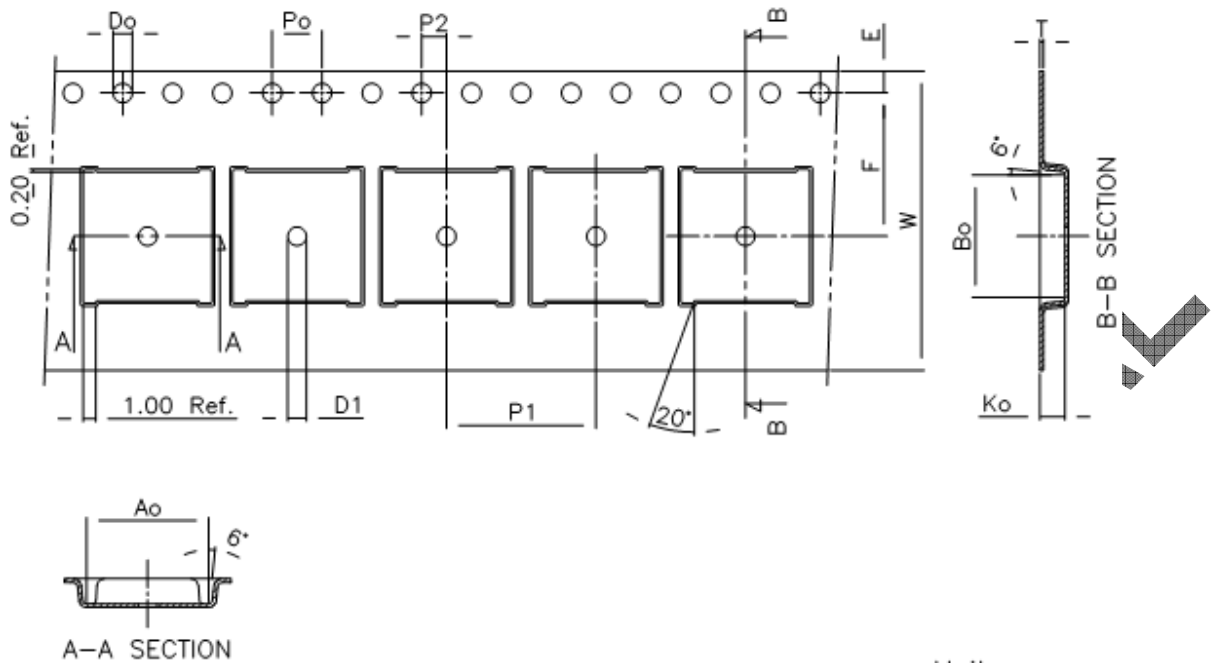 Do
Po
P2
B
E
T
0.20 Ref.
F
W
6°
Bo
B-B SECTION
A
A
1.00 Ref.
D1
P1
20°
B
Ko
Ao
6°
A-A SECTION